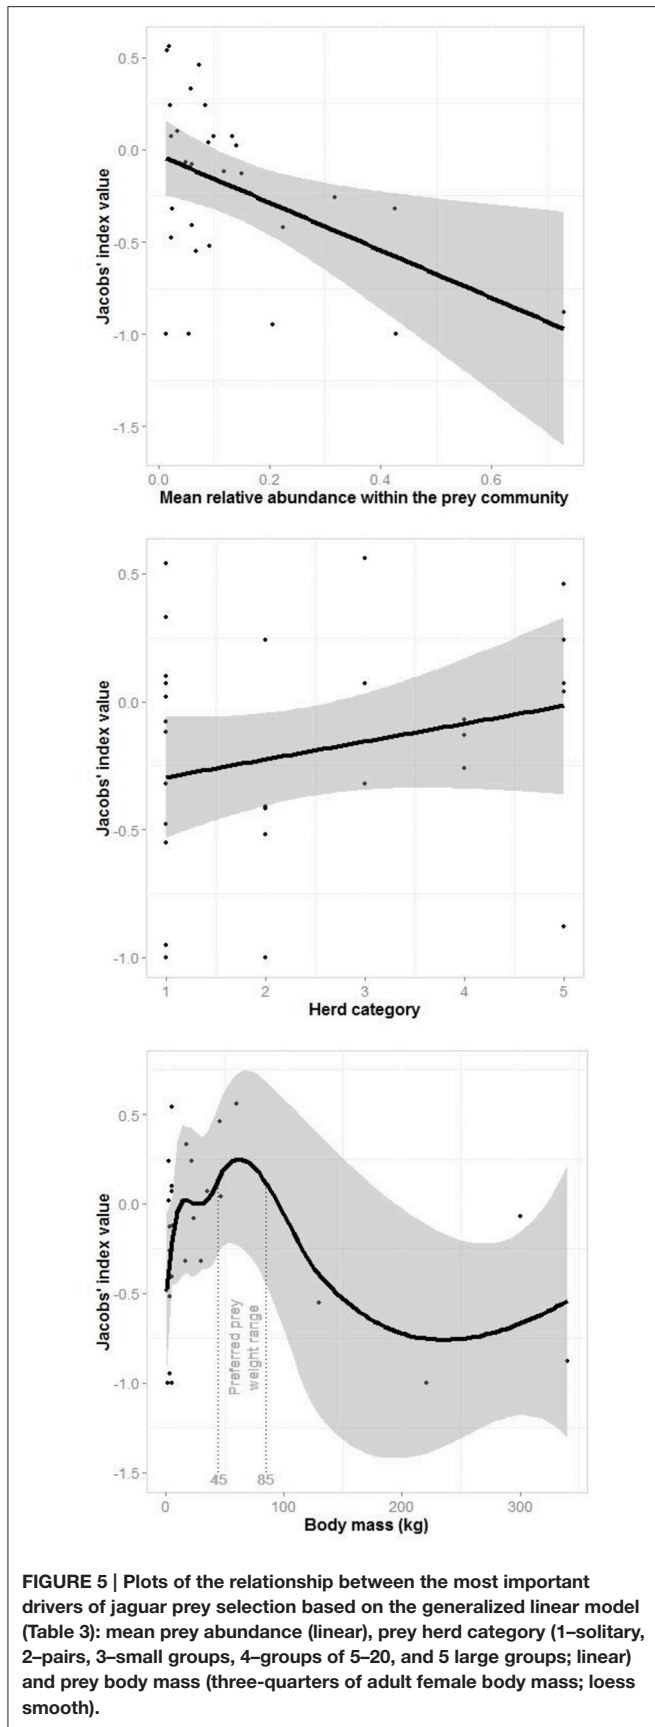 0.5
0.0
-0.5
-1.0
-1.5
Jacobs' index value
0.0 0.2 0.4 0.6
Mean relative abundance within the prey community
0.5
0.0
-0.5
-1.0
Jacobs' index value
1 2 3 4 5
Herd category
0.5
0.0
-0.5
-1.0
-1.5
Jacobs' index value
Preferred prey
weight range
45 85
0 100 200 300
Body mass (kg)
FIGURE 5 | Plots of the relationship between the most important
drivers of jaguar prey selection based on the generalized linear model
(Table 3): mean prey abundance (linear), prey herd category (1–solitary,
2–pairs, 3–small groups, 4–groups of 5–20, and 5 large groups; linear)
and prey body mass (three-quarters of adult female body mass; loess
smooth).